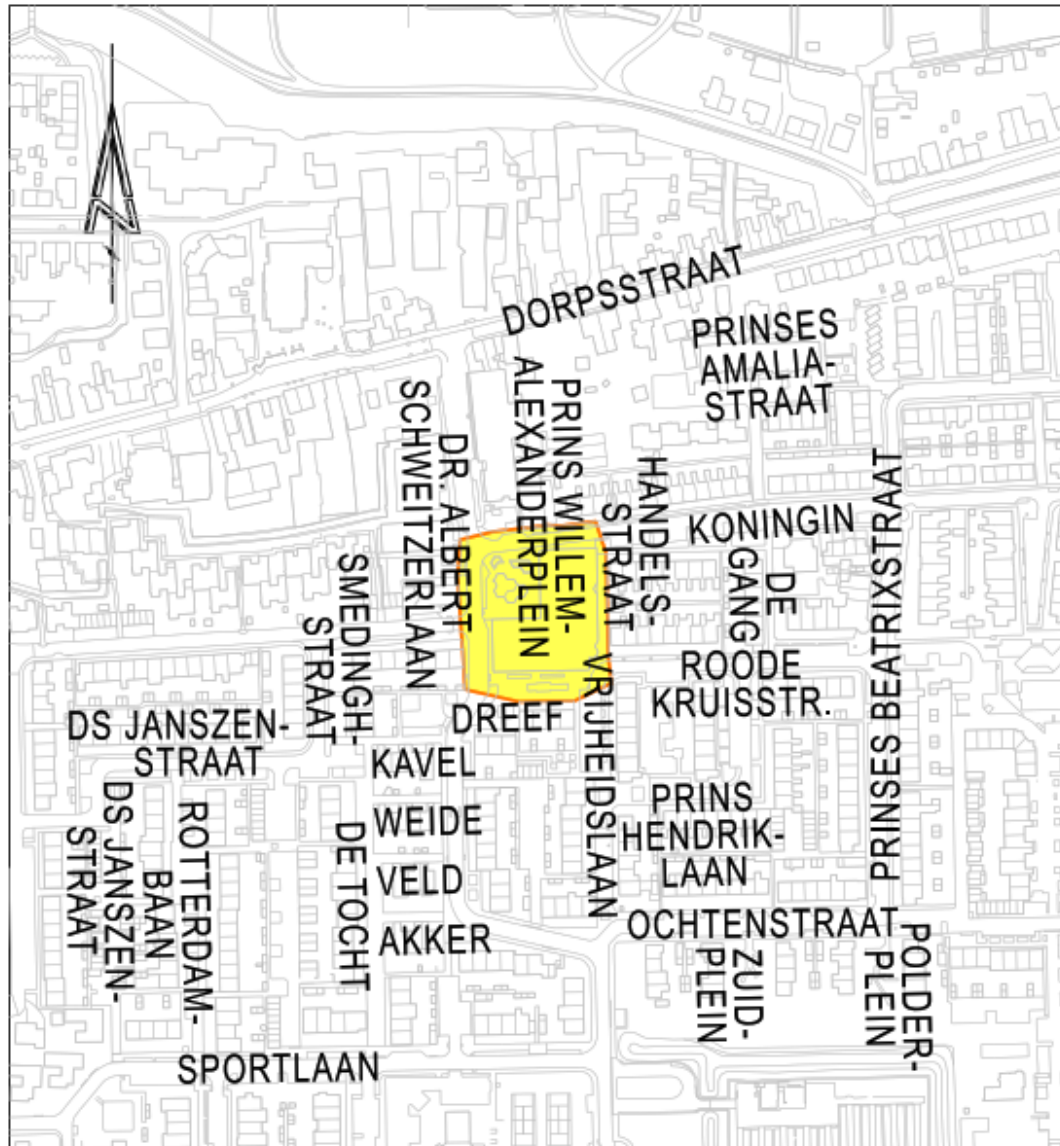 N
DORPSSTRAAT
PRINSES
AMALIA-
STRAAT
PRINS WILLEM-
ALEXANDERPLEIN
DR. ALBERT
SCHWEITZERLAAN
HANDELS-
STRAAT
KONINGIN
PRINSES BEATRIXSTRAAT
DE
GANG
SMEDINGH-
STRAAT
ROODE
KRUISSTR.
VRIJHEIDSLAAN
DREEF
DS JANSZEN-
STRAAT
KAVEL
WEIDE
VELD
AKKER
DE TOCHT
PRINS
HENDRIK-
LAAN
ROTTERDAM-
BAAN
DS JANSZEN-
STRAAT
OCHTENSTRAAT
ZUID-
PLEIN
POLDER-
PLEIN
SPORTLAAN